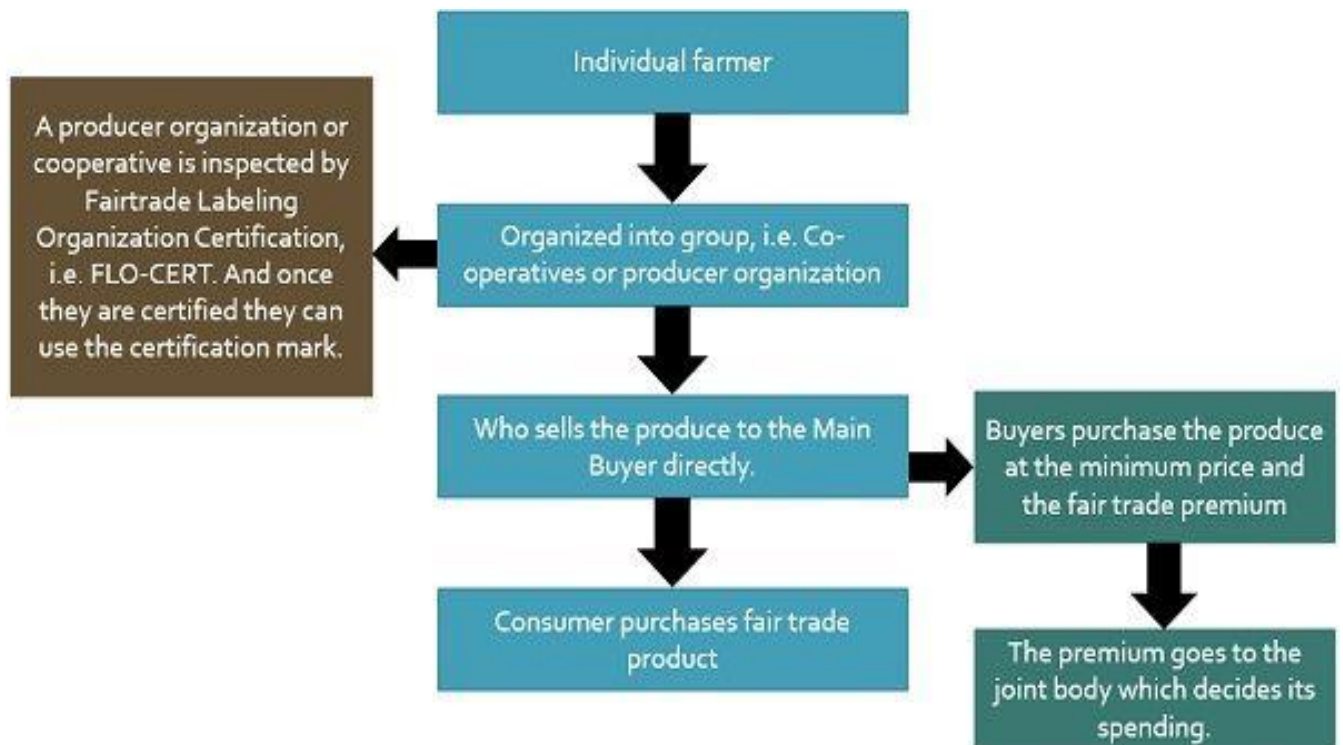 Individual farmer
A producer organization or
cooperative is inspected by
Fairtrade Labeling
Organization Certification,
i.e. FLO-CERT. And once
they are certified they can
use the certification mark.
Organized into group, i.e. Co-
operatives or producer organization
Who sells the produce to the Main
Buyer directly.
Buyers purchase the produce
at the minimum price and
the fair trade premium
Consumer purchases fair trade
product
The premium goes to the
joint body which decides its
spending.